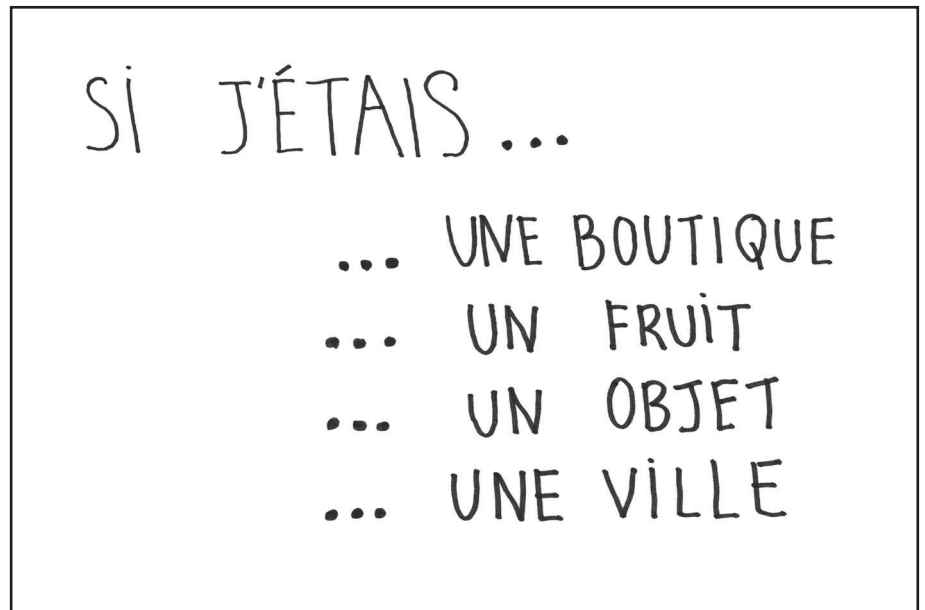 Si J'ÉTAIS...
... UNE BOUTIQUE
... UN FRUiT
... UN OBJET
... UNE ViLLE